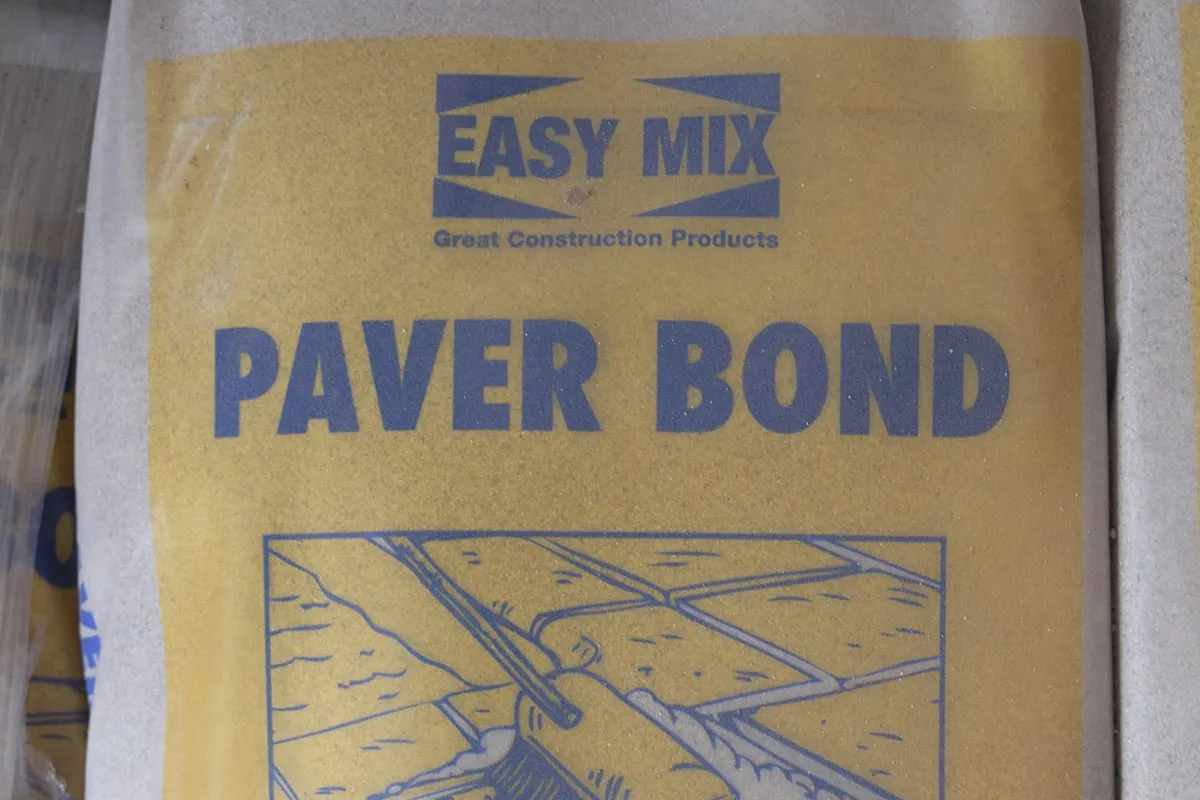 EASY MIX
Great Construction Products
PAVER BOND